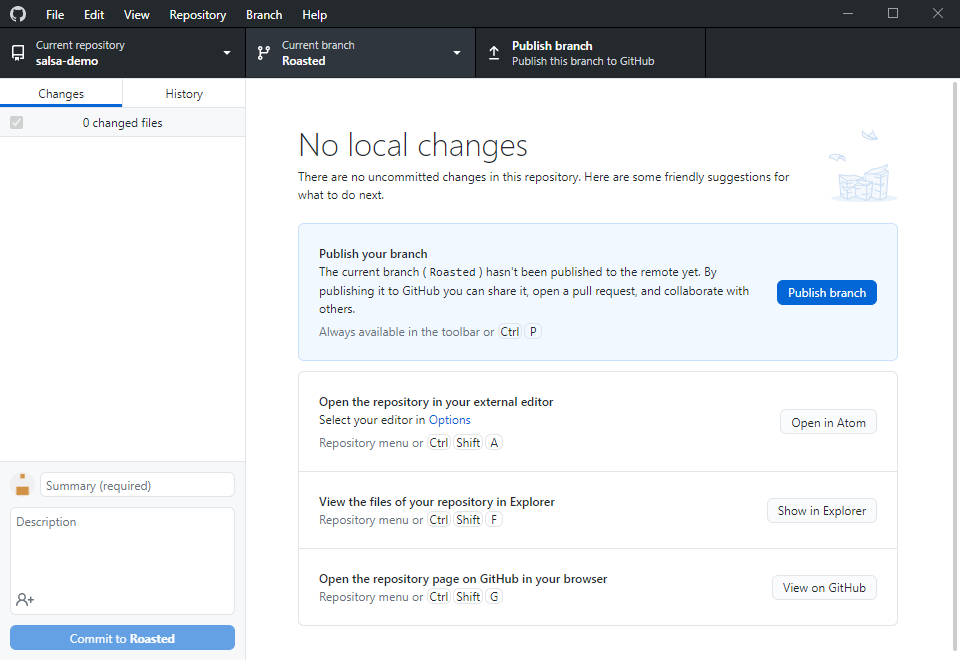 File Edit View Repository Branch Help
Current repository
salsa-demo
Current branch
Roasted
Publish branch
Publish this branch to GitHub
Changes History
0 changed files
No local changes
There are no uncommitted changes in this repository. Here are some friendly suggestions for
what to do next.
Publish your branch
The current branch ( Roasted ) hasn't been published to the remote yet. By
publishing it to GitHub you can share it, open a pull request, and collaborate with
others.
Always available in the toolbar or Ctrl P
Publish branch
Open the repository in your external editor
Select your editor in Options
Repository menu or Ctrl Shift A
Open in Atom
View the files of your repository in Explorer
Repository menu or Ctrl Shift F
Show in Explorer
Open the repository page on GitHub in your browser
Repository menu or Ctrl Shift G
View on GitHub
Summary (required)
Description
Commit to Roasted